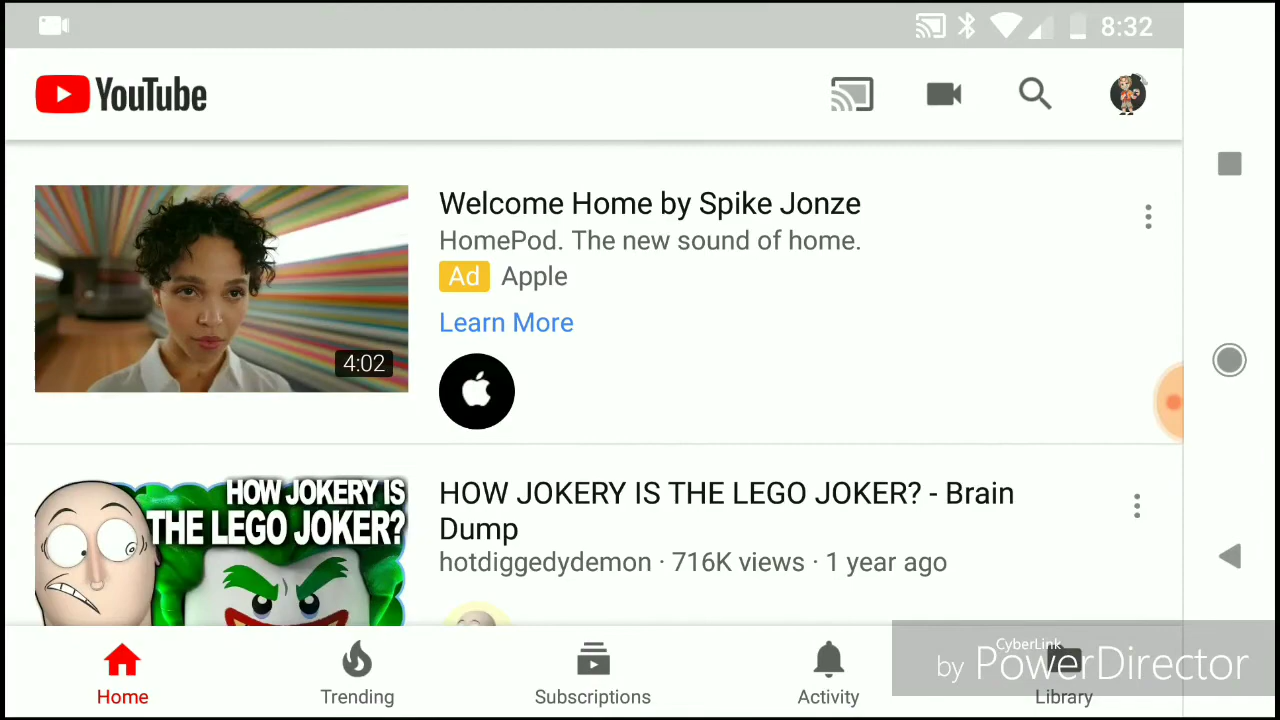 8:32
YouTube
Welcome Home by Spike Jonze
HomePod. The new sound of home.
Ad Apple
Learn More
4:02
HOW JOKERY IS
THE LEGO JOKER?
HOW JOKERY IS THE LEGO JOKER? - Brain
Dump
hotdiggedydemon · 716K views · 1 year ago
Home
Trending
Subscriptions
Activity
Library
CyberLink
by PowerDirector